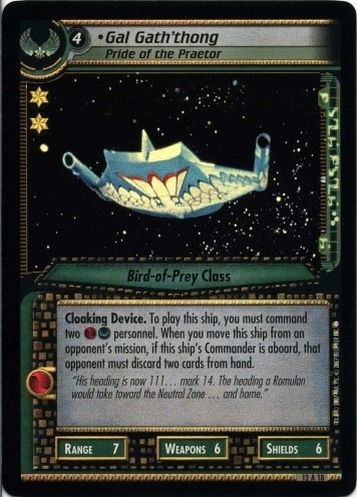 4
•Gal Gath'thong
Pride of the Praetor
Bird-of-Prey Class
Cloaking Device. To play this ship, you must command
two personnel. When you move this ship from an
opponent's mission, if this ship's Commander is aboard, that
opponent must discard two cards from hand.
"His heading is now 111… mark 14. The heading a Romulan
would take toward the Neutral Zone … and home."
RANGE 7 WEAPONS 6 SHIELDS 6